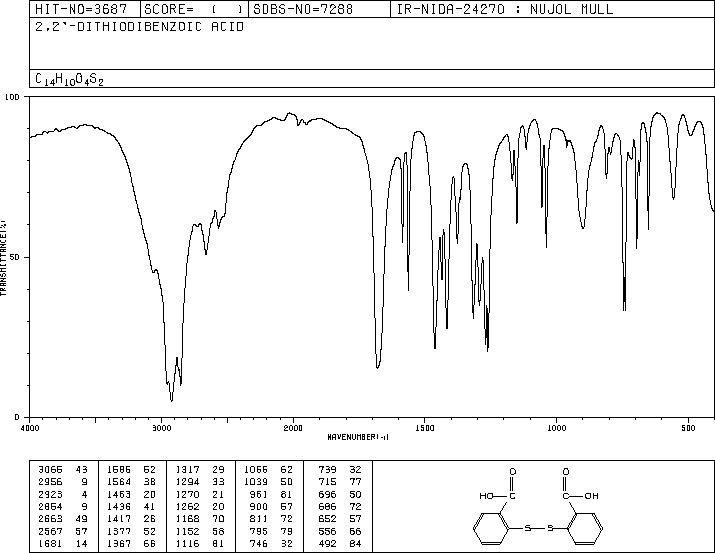 HIT-NO=3687 SCORE= ( ) SDBS-NO=7288 IR-NIDA-24270 : NUJOL MULL
2,2'-DITHIODIBENZOIC ACID
C14H10O4S2
100
50
0
TRANSMITTANCE(%)
4000 3000 2000 1500 1000 500
WAVENUMBER(-1)
3065 43 1586 52 1317 29 1055 62 739 32
2956 9 1564 38 1294 33 1039 50 715 77
2923 4 1463 20 1270 21 961 81 696 50
2854 9 1436 41 1262 20 900 57 686 72
2663 49 1417 26 1168 70 811 72 652 57
2567 57 1377 52 1152 58 795 79 556 66
1681 14 1367 66 1116 81 746 32 492 84
O O
HO C C OH
S S